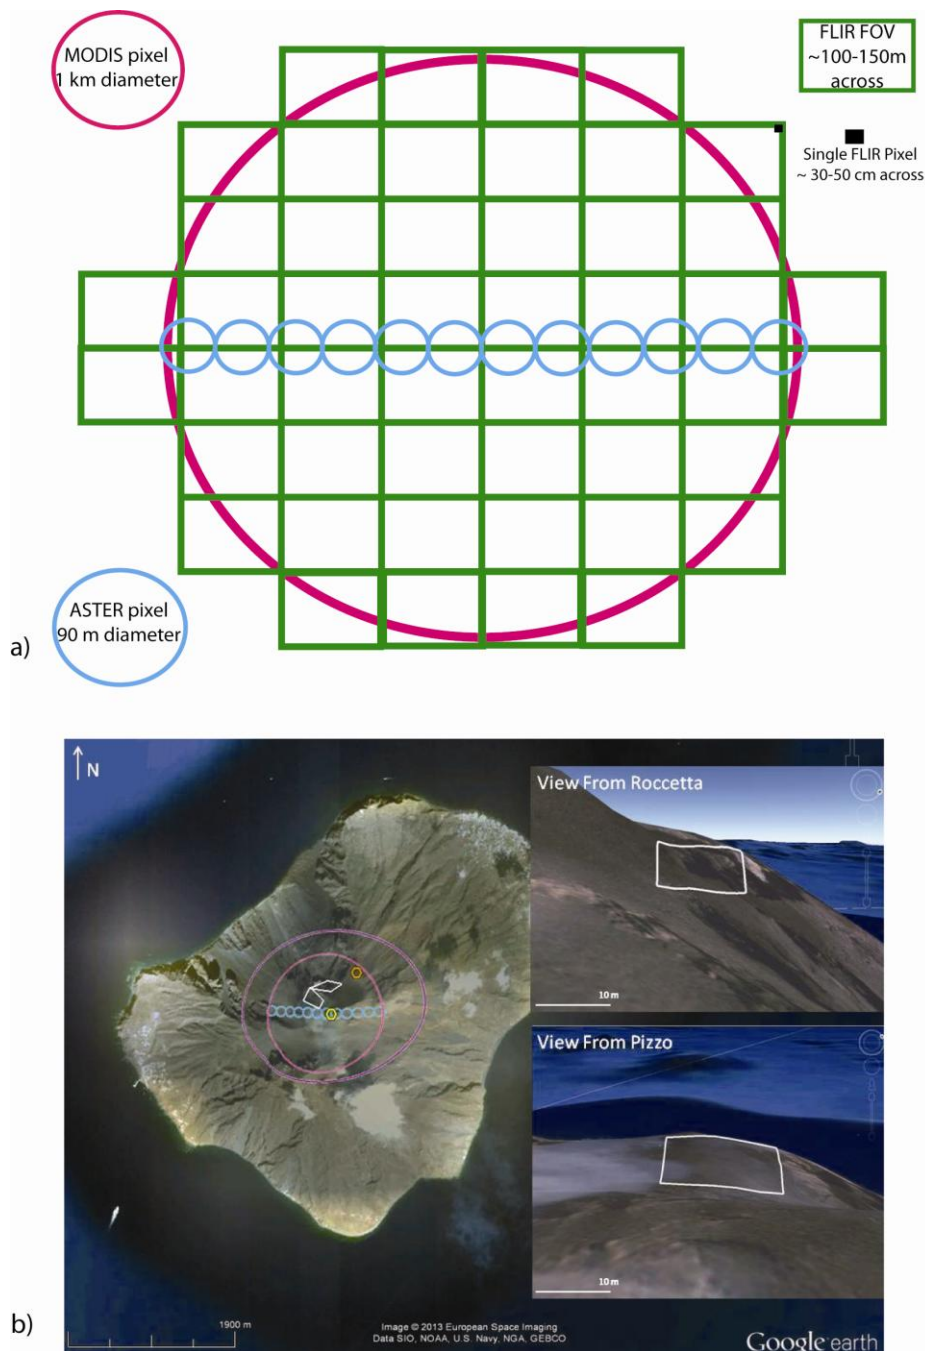 MODIS pixel
1 km diameter
FLIR FOV
~100-150m
across
Single FLIR Pixel
~ 30-50 cm across
ASTER pixel
90 m diameter
a)
N
View From Roccetta
10 m
View From Pizzo
10 m
1900 m
Image © 2013 European Space Imaging
Data SIO, NOAA, U.S. Navy, NGA, GEBCO
Google earth
b)